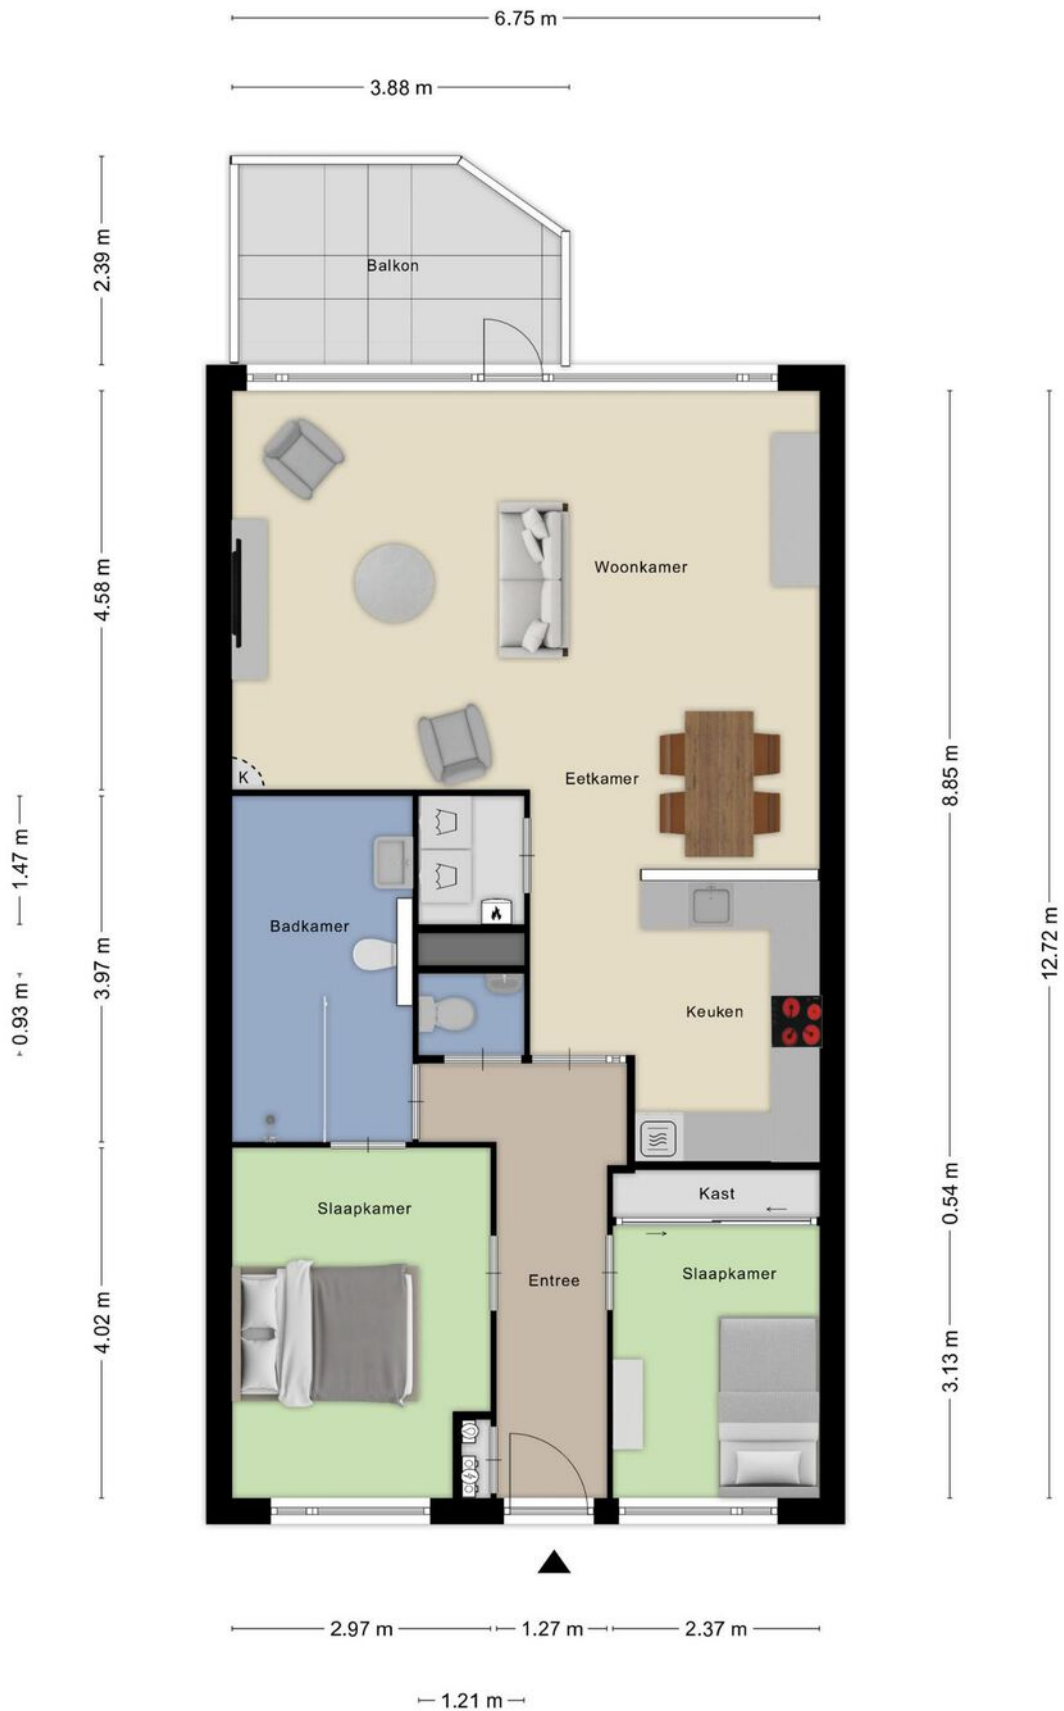 6.75 m
3.88 m
2.39 m
Balkon
4.58 m
Woonkamer
Eetkamer
K
8.85 m
1.47 m
Badkamer
12.72 m
3.97 m
0.93 m
Keuken
Kast
0.54 m
Slaapkamer
Slaapkamer
Entree
4.02 m
3.13 m
2.97 m
1.27 m
2.37 m
1.21 m